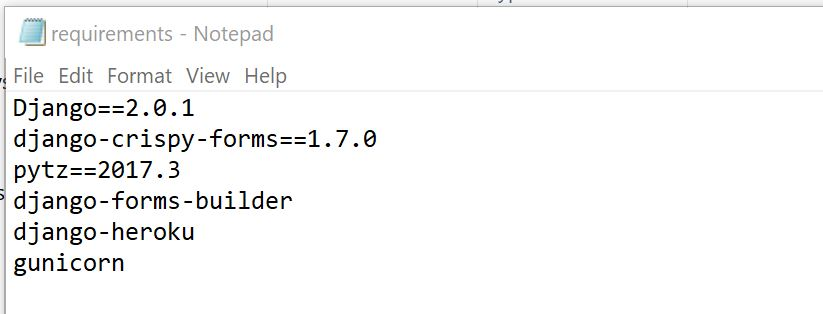 requirements - Notepad
File Edit Format View Help
Django==2.0.1
django-crispy-forms==1.7.0
pytz==2017.3
django-forms-builder
django-heroku
gunicorn